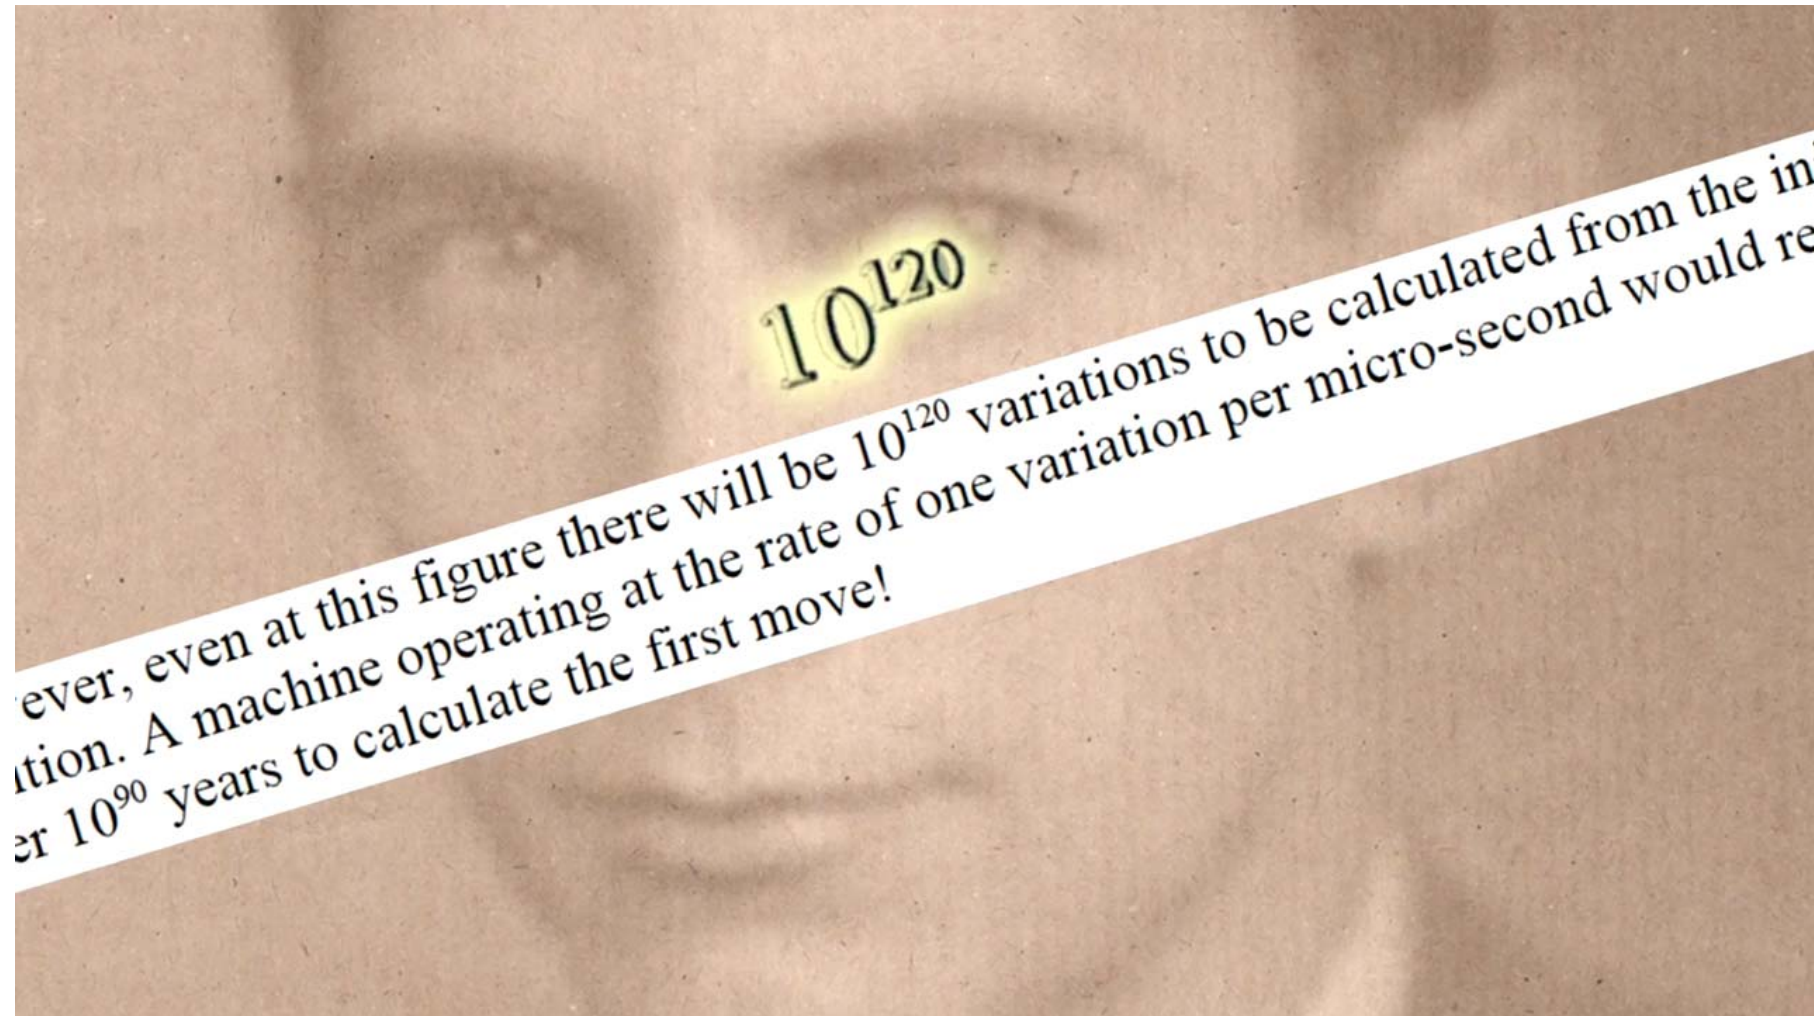 10¹²⁰
ever, even at this figure there will be 10¹²⁰ variations to be calculated from the in
tion. A machine operating at the rate of one variation per micro-second would re
er 10⁹⁰ years to calculate the first move!